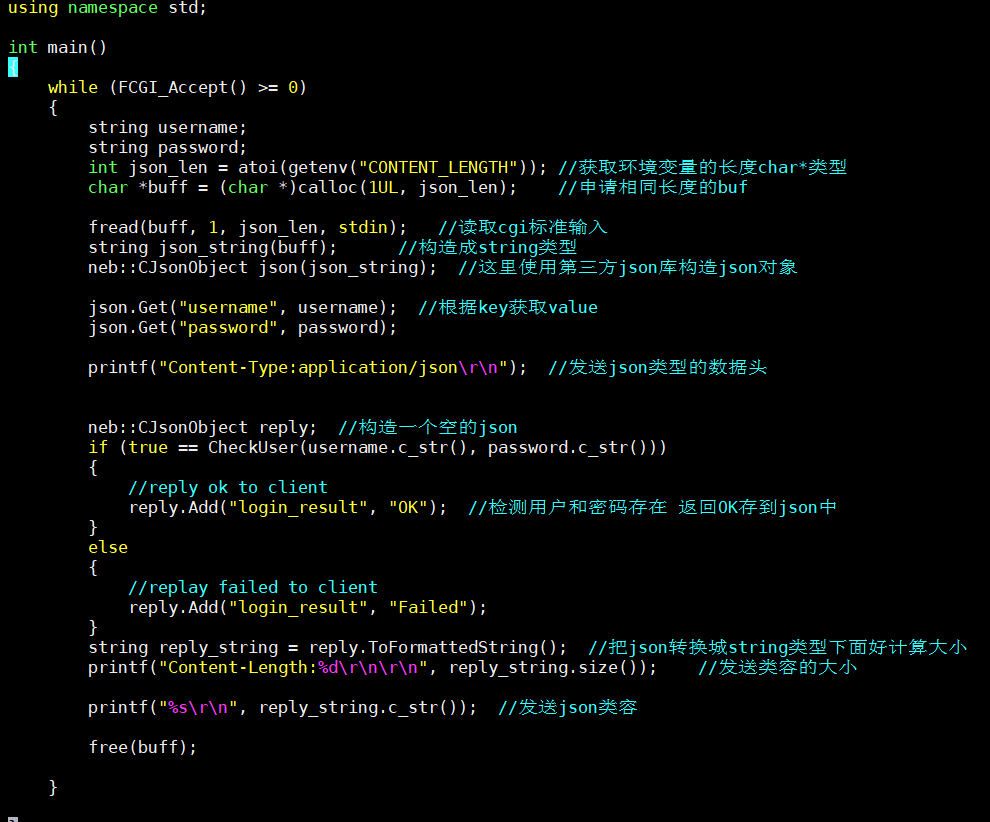 using namespace std;
int main()
{
while (FCGI_Accept() >= 0)
{
string username;
string password;
int json_len = atoi(getenv("CONTENT_LENGTH")); //获取环境变量的长度char*类型
char *buff = (char *)calloc(1UL, json_len); //申请相同长度的buf
fread(buff, 1, json_len, stdin); //读取cgi标准输入
string json_string(buff); //构造成string类型
neb::CJsonObject json(json_string); //这里使用第三方json库构造json对象
json.Get("username", username); //根据key获取value
json.Get("password", password);
printf("Content-Type:application/json\r\n"); //发送json类型的数据头
neb::CJsonObject reply; //构造一个空的json
if (true == CheckUser(username.c_str(), password.c_str()))
{
//reply ok to client
reply.Add("login_result", "OK"); //检测用户和密码存在 返回OK存到json中
}
else
{
//replay failed to client
reply.Add("login_result", "Failed");
}
string reply_string = reply.ToFormattedString(); //把json转换城string类型下面好计算大小
printf("Content-Length:%d\r\n\r\n", reply_string.size()); //发送类容的大小
printf("%s\r\n", reply_string.c_str()); //发送json类容
free(buff);
}